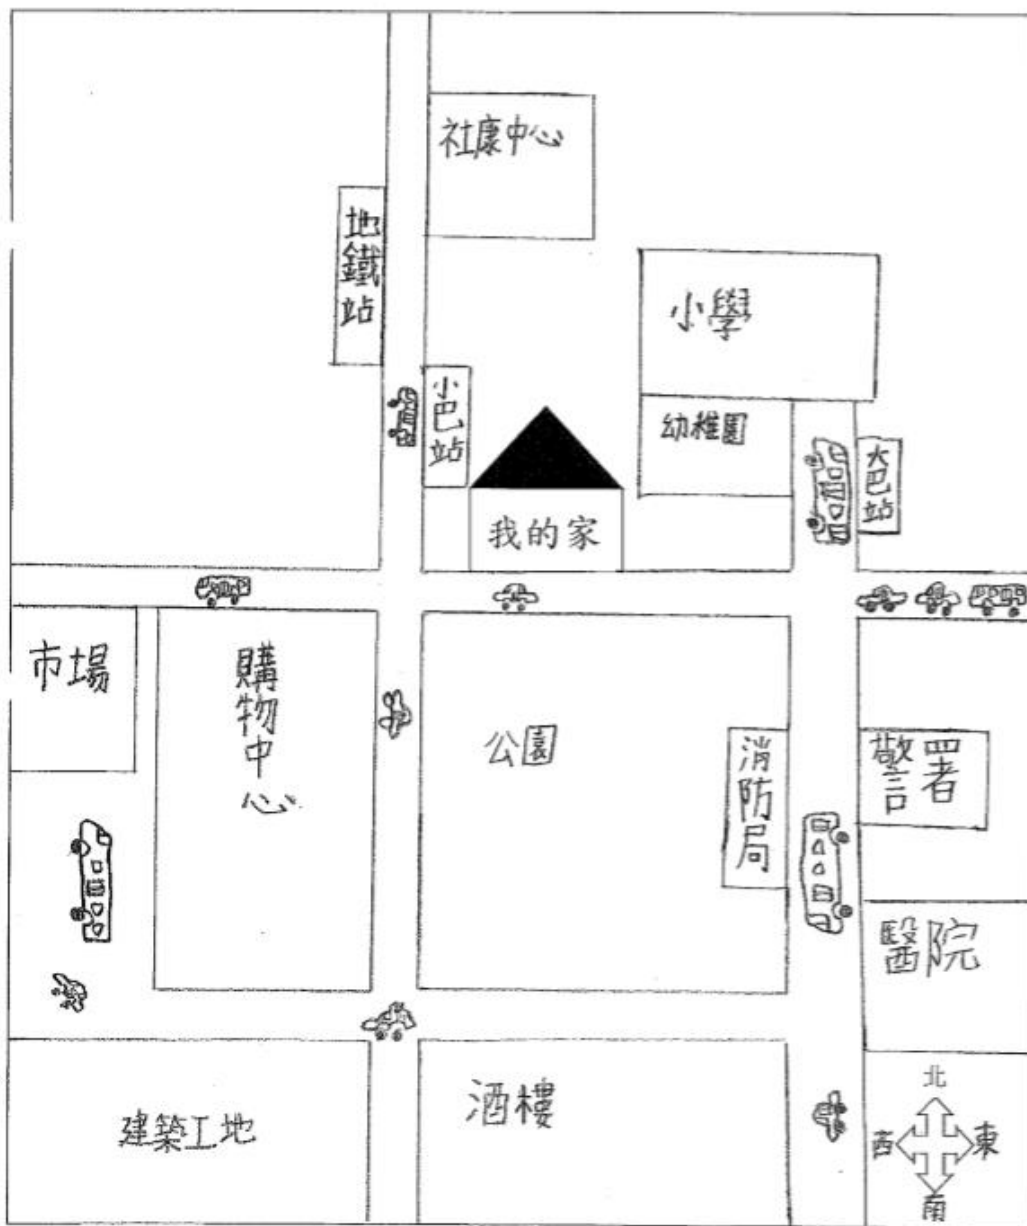 社康中心
地鐵站
小學
小巴站
幼稚園
大巴站
我的家
市場
購物中心
公園
消防局
警署
醫院
建築工地
酒樓
北
西
東
南